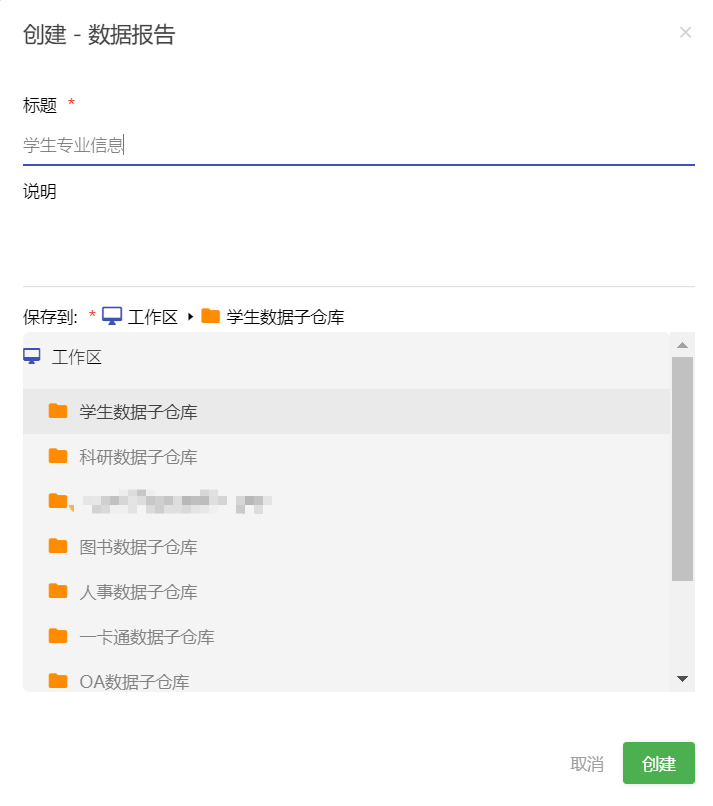 创建 - 数据报告
标题 *
学生专业信息
说明
保存到: * 工作区 学生数据子仓库
工作区
学生数据子仓库
科研数据子仓库
图书数据子仓库
人事数据子仓库
一卡通数据子仓库
OA数据子仓库
取消 创建